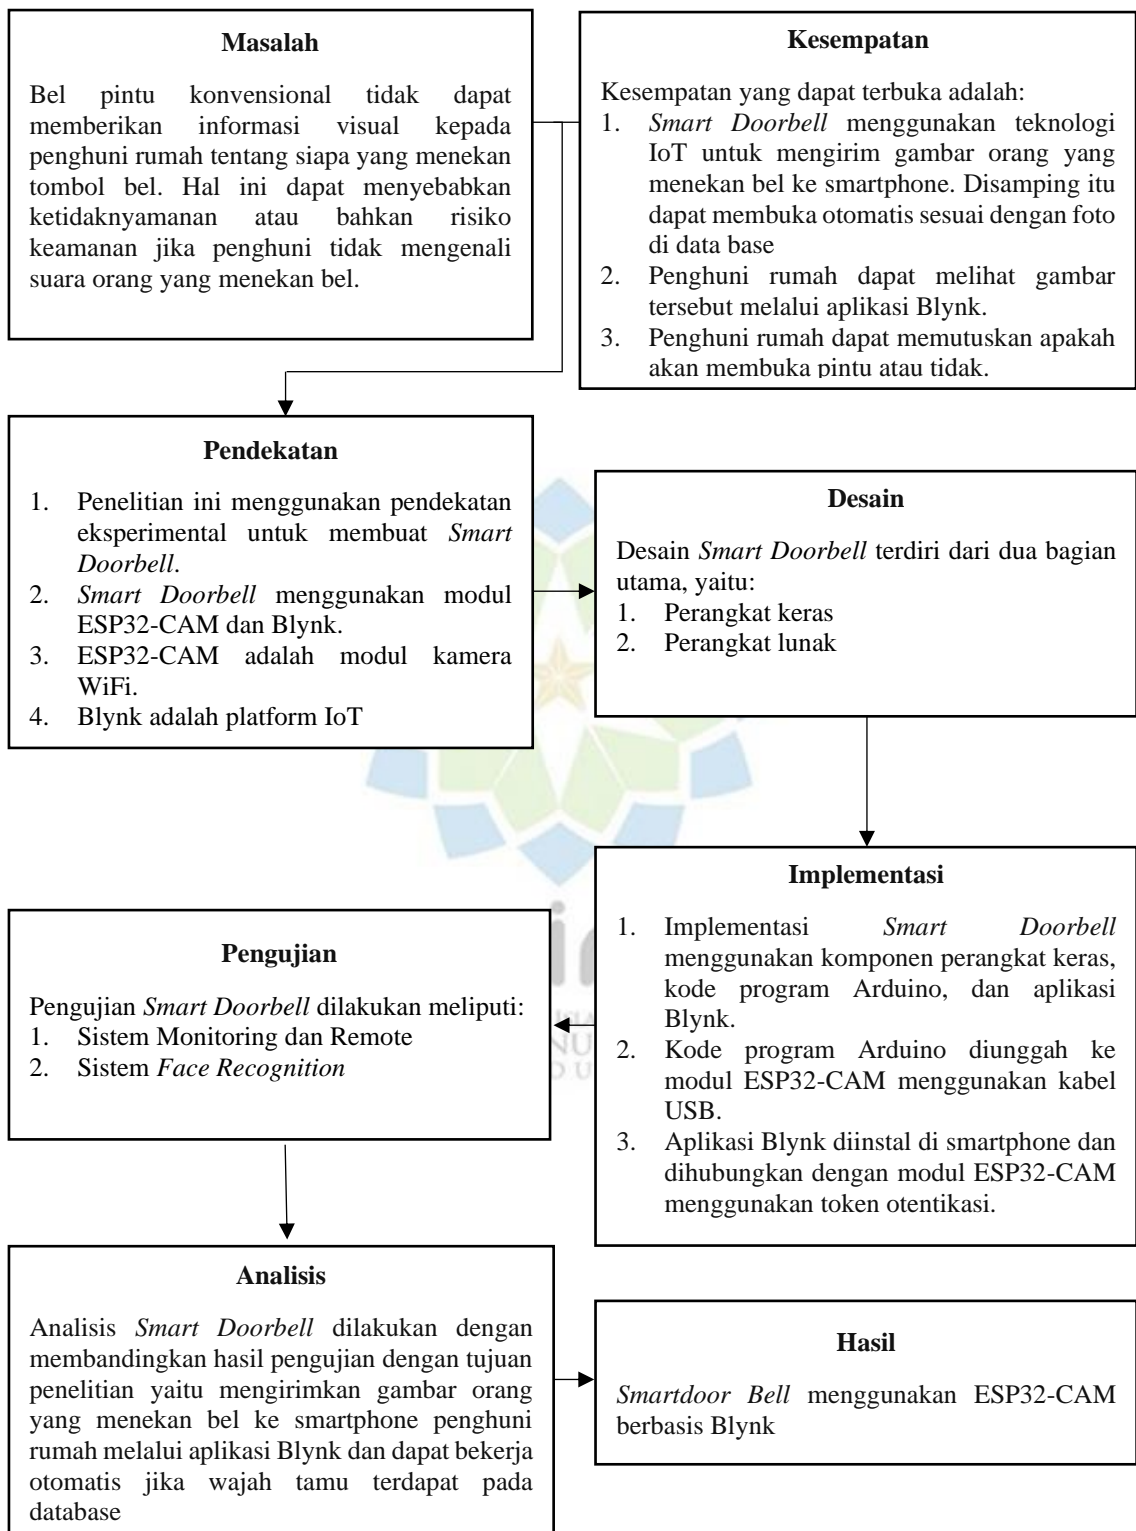 Masalah
Bel pintu konvensional tidak dapat
memberikan informasi visual kepada
penghuni rumah tentang siapa yang menekan
tombol bel. Hal ini dapat menyebabkan
ketidaknyamanan atau bahkan risiko
keamanan jika penghuni tidak mengenali
suara orang yang menekan bel.
Kesempatan
Kesempatan yang dapat terbuka adalah:
1. Smart Doorbell menggunakan teknologi
IoT untuk mengirim gambar orang yang
menekan bel ke smartphone. Disamping itu
dapat membuka otomatis sesuai dengan foto
di data base
2. Penghuni rumah dapat melihat gambar
tersebut melalui aplikasi Blynk.
3. Penghuni rumah dapat memutuskan apakah
akan membuka pintu atau tidak.
Pendekatan
1. Penelitian ini menggunakan pendekatan
eksperimental untuk membuat Smart
Doorbell.
2. Smart Doorbell menggunakan modul
ESP32-CAM dan Blynk.
3. ESP32-CAM adalah modul kamera
WiFi.
4. Blynk adalah platform IoT
Desain
Desain Smart Doorbell terdiri dari dua bagian
utama, yaitu:
1. Perangkat keras
2. Perangkat lunak
Implementasi
1. Implementasi Smart Doorbell
menggunakan komponen perangkat keras,
kode program Arduino, dan aplikasi
Blynk.
2. Kode program Arduino diunggah ke
modul ESP32-CAM menggunakan kabel
USB.
3. Aplikasi Blynk diinstal di smartphone dan
dihubungkan dengan modul ESP32-CAM
menggunakan token otentikasi.
Pengujian
Pengujian Smart Doorbell dilakukan meliputi:
1. Sistem Monitoring dan Remote
2. Sistem Face Recognition
Analisis
Analisis Smart Doorbell dilakukan dengan
membandingkan hasil pengujian dengan tujuan
penelitian yaitu mengirimkan gambar orang
yang menekan bel ke smartphone penghuni
rumah melalui aplikasi Blynk dan dapat bekerja
otomatis jika wajah tamu terdapat pada
database
Hasil
Smartdoor Bell menggunakan ESP32-CAM
berbasis Blynk